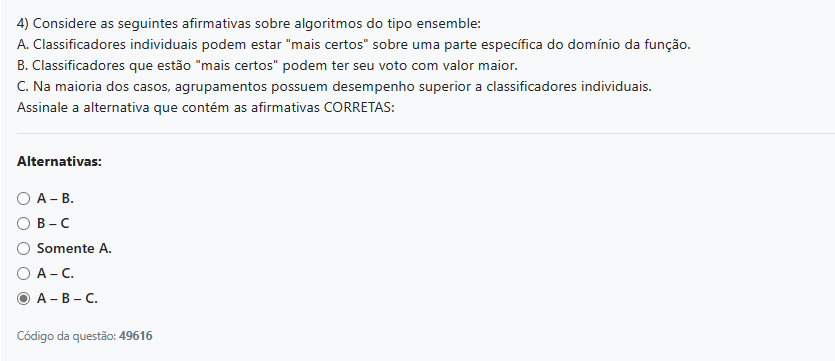 4) Considere as seguintes afirmativas sobre algoritmos do tipo ensemble:
A. Classificadores individuais podem estar "mais certos" sobre uma parte específica do domínio da função.
B. Classificadores que estão "mais certos" podem ter seu voto com valor maior.
C. Na maioria dos casos, agrupamentos possuem desempenho superior a classificadores individuais.
Assinale a alternativa que contém as afirmativas CORRETAS:
Alternativas:
A – B.
B – C
Somente A.
A – C.
A – B – C.
Código da questão: 49616